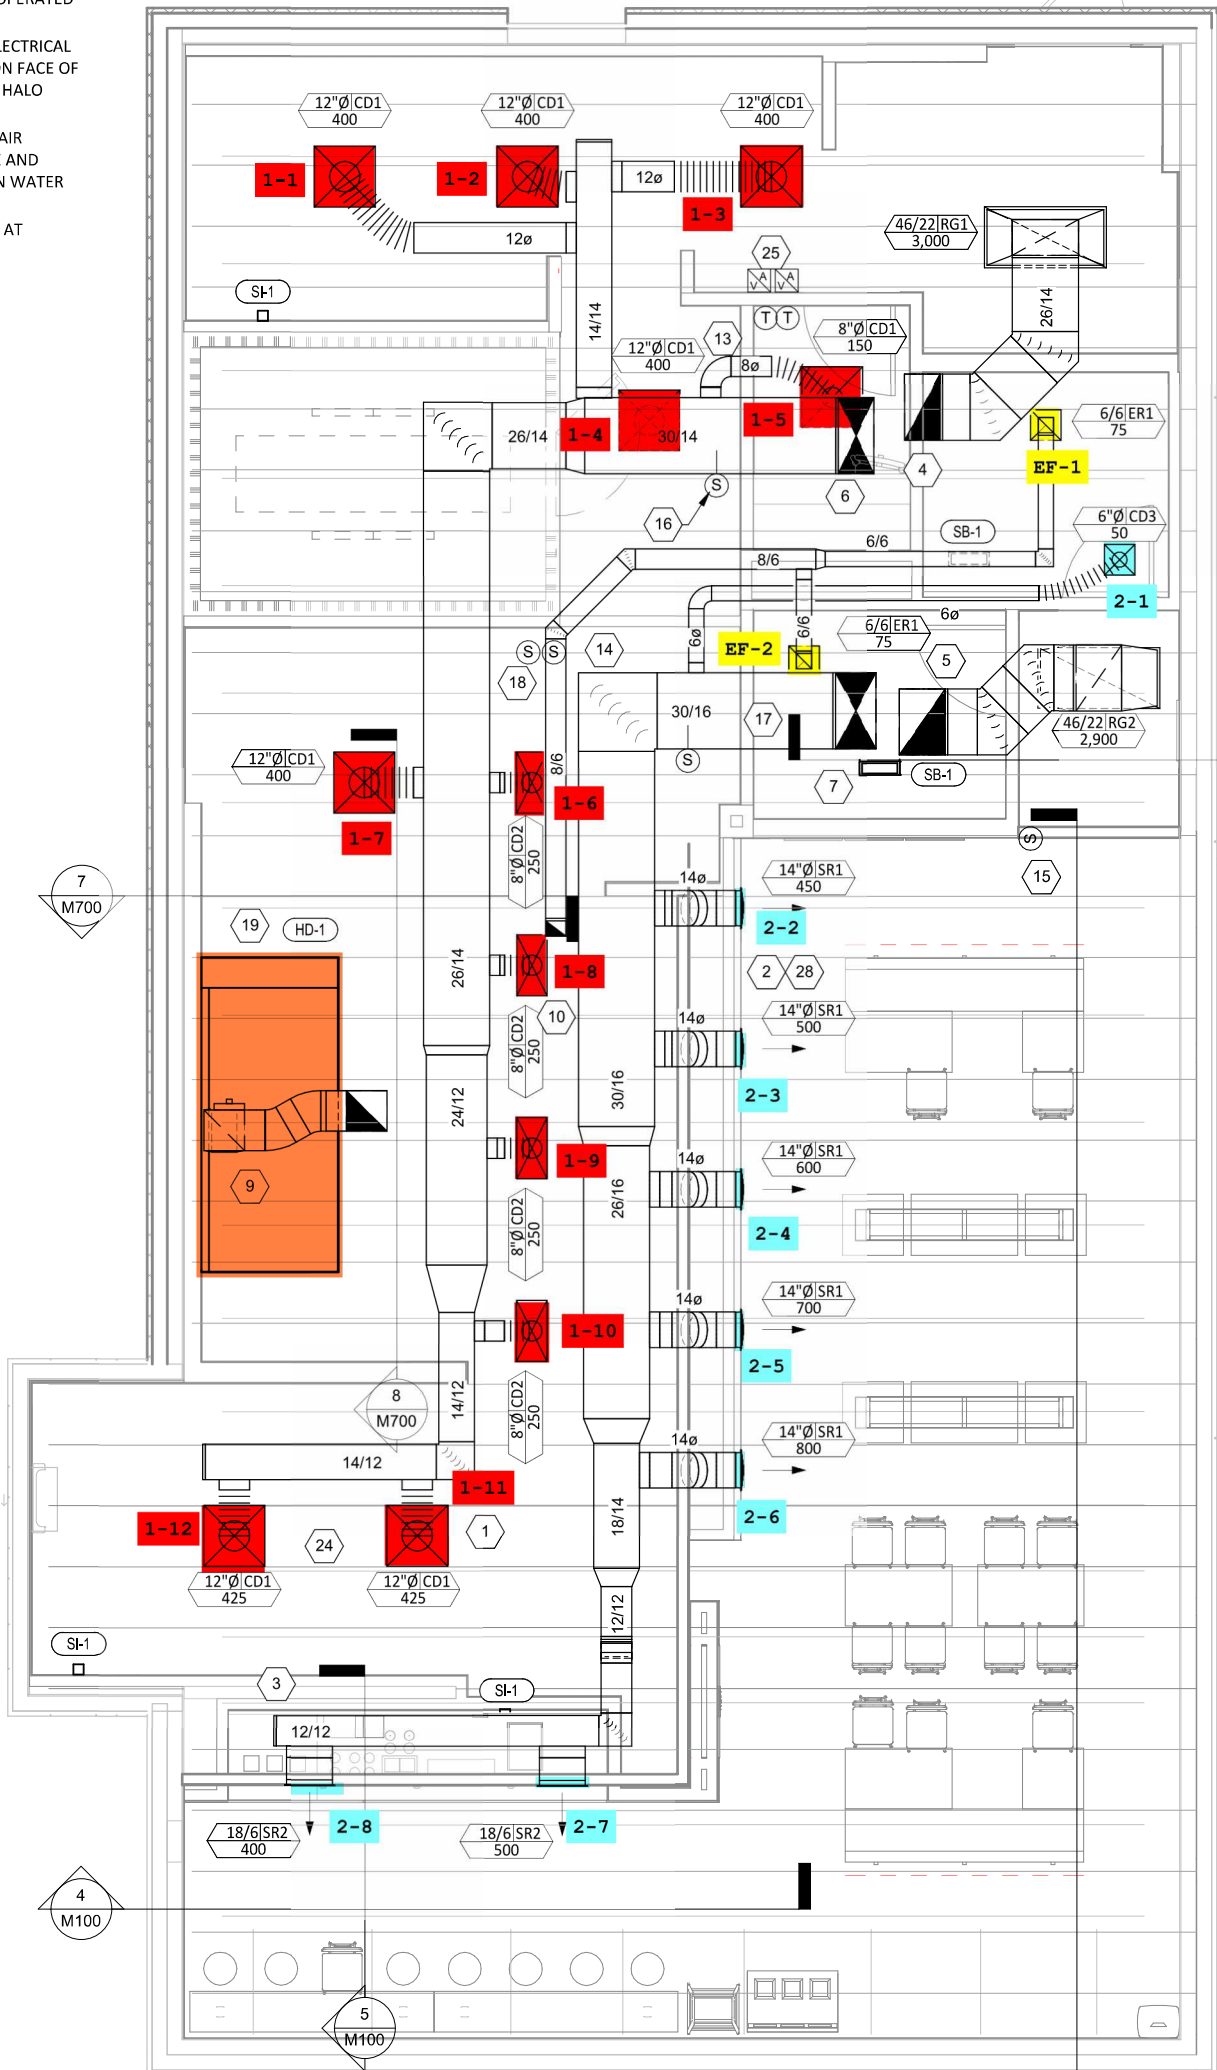 OPERATED
LECTRICAL
ON FACE OF
HALO
AIR
E AND
N WATER
AT
12"Ø CD1
400
12"Ø CD1
400
12"Ø CD1
400
1-1
1-2
12ø
1-3
12ø
46/22 RG1
3,000
25
A
V
A
V
SI-1
26/14
14/14
T T
8"Ø CD1
150
13
12"Ø CD1
400
8ø
6/6 ER1
75
1-5
1-4
26/14
30/14
EF-1
4
S
6
16
6"Ø CD3
50
SB-1
6/6
8/6
2-1
6ø
6/6
6/6 ER1
75
6ø
EF-2
S S
14
5
18
30/16
17
46/22 RG2
2,900
S
12"Ø CD1
400
8/6
SB-1
7
1-6
1-7
S
8"Ø CD2
250
14ø
14"Ø SR1
450
15
7
M700
19
HD-1
2-2
26/14
1-8
2
28
10
14ø
14"Ø SR1
500
8"Ø CD2
250
2-3
30/16
24/12
14ø
14"Ø SR1
600
1-9
9
26/16
8"Ø CD2
250
2-4
14ø
14"Ø SR1
700
1-10
2-5
8
M700
14/12
8"Ø CD2
250
14ø
14"Ø SR1
800
14/12
1-11
18/14
2-6
1-12
24
1
12"Ø CD1
425
12"Ø CD1
425
12/12
SI-1
3
SI-1
12/12
2-8
2-7
18/6 SR2
400
18/6 SR2
500
4
M100
5
M100